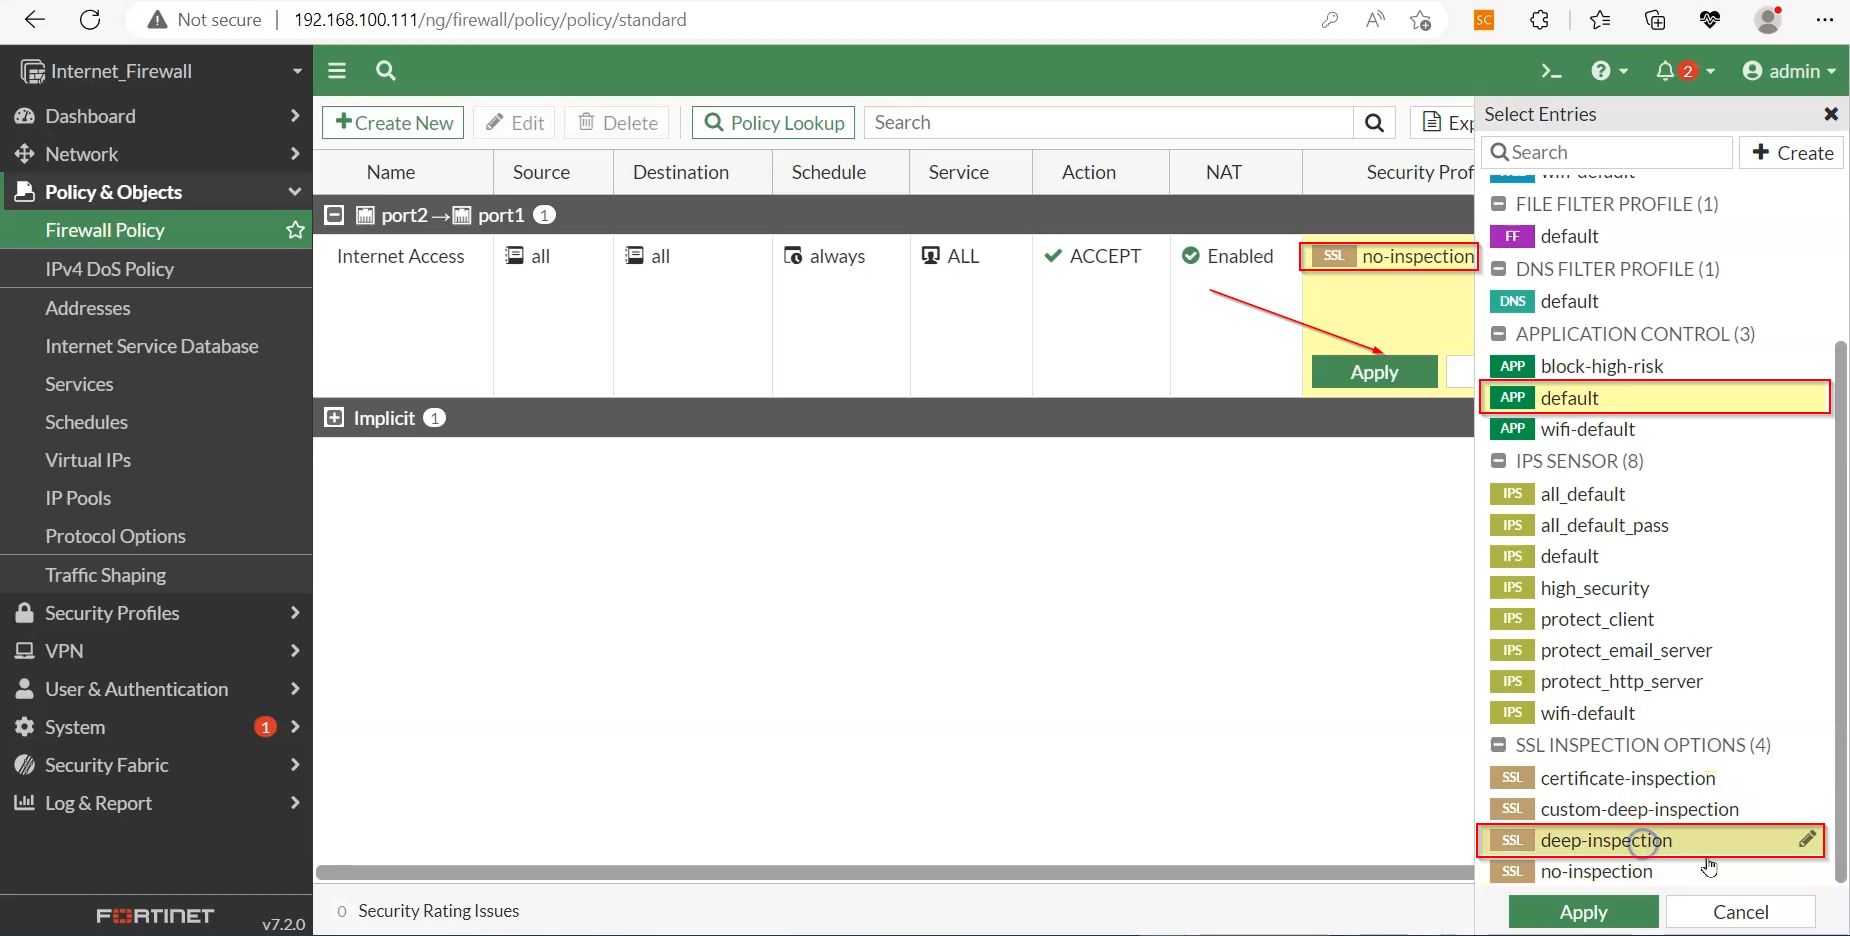 Not secure
192.168.100.111/ng/firewall/policy/policy/standard
SC
Internet_Firewall
2
admin
Dashboard
Network
Policy & Objects
Firewall Policy
IPv4 DoS Policy
Addresses
Internet Service Database
Services
Schedules
Virtual IPs
IP Pools
Protocol Options
Traffic Shaping
Security Profiles
VPN
User & Authentication
System 1
Security Fabric
Log & Report
FORTINET v7.2.0
Create New
Edit
Delete
Policy Lookup
Search
Exp
Name Source Destination Schedule Service Action NAT Security Prof
port2 → port1 1
Internet Access all all always ALL ACCEPT Enabled SSL no-inspection
Apply
Implicit 1
0 Security Rating Issues
Select Entries
Search
Create
wifi-default
FILE FILTER PROFILE (1)
FF default
DNS FILTER PROFILE (1)
DNS default
APPLICATION CONTROL (3)
APP block-high-risk
APP default
APP wifi-default
IPS SENSOR (8)
IPS all_default
IPS all_default_pass
IPS default
IPS high_security
IPS protect_client
IPS protect_email_server
IPS protect_http_server
IPS wifi-default
SSL INSPECTION OPTIONS (4)
SSL certificate-inspection
SSL custom-deep-inspection
SSL deep-inspection
SSL no-inspection
Apply
Cancel